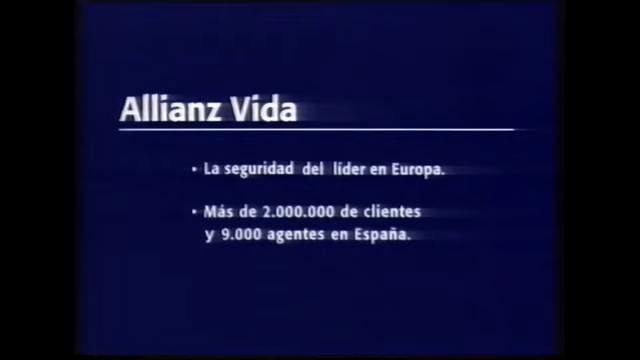 Allianz Vida
• La seguridad del líder en Europa.
• Más de 2.000.000 de clientes
y 9.000 agentes en España.